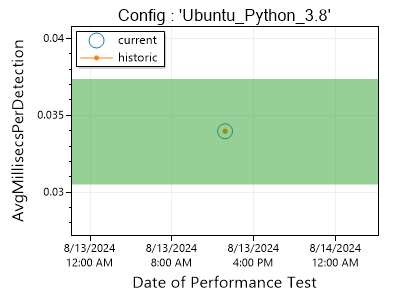 Config : 'Ubuntu_Python_3.8'
current
historic
0.04
0.035
0.03
AvgMillisecsPerDetection
8/13/2024 8/13/2024 8/13/2024 8/14/2024
12:00 AM 8:00 AM 4:00 PM 12:00 AM
Date of Performance Test